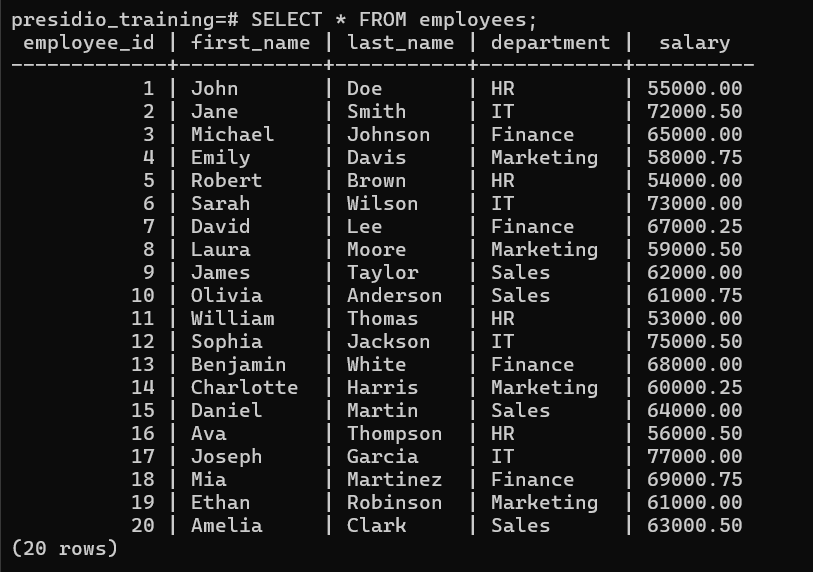 presidio_training=# SELECT * FROM employees;
 employee_id | first_name | last_name | department |  salary
-------------+------------+-----------+------------+----------
           1 | John       | Doe       | HR         | 55000.00
           2 | Jane       | Smith     | IT         | 72000.50
           3 | Michael    | Johnson   | Finance    | 65000.00
           4 | Emily      | Davis     | Marketing  | 58000.75
           5 | Robert     | Brown     | HR         | 54000.00
           6 | Sarah      | Wilson    | IT         | 73000.00
           7 | David      | Lee       | Finance    | 67000.25
           8 | Laura      | Moore     | Marketing  | 59000.50
           9 | James      | Taylor    | Sales      | 62000.00
          10 | Olivia     | Anderson  | Sales      | 61000.75
          11 | William    | Thomas    | HR         | 53000.00
          12 | Sophia     | Jackson   | IT         | 75000.50
          13 | Benjamin   | White     | Finance    | 68000.00
          14 | Charlotte  | Harris    | Marketing  | 60000.25
          15 | Daniel     | Martin    | Sales      | 64000.00
          16 | Ava        | Thompson  | HR         | 56000.50
          17 | Joseph     | Garcia    | IT         | 77000.00
          18 | Mia        | Martinez  | Finance    | 69000.75
          19 | Ethan      | Robinson  | Marketing  | 61000.00
          20 | Amelia     | Clark     | Sales      | 63000.50
(20 rows)